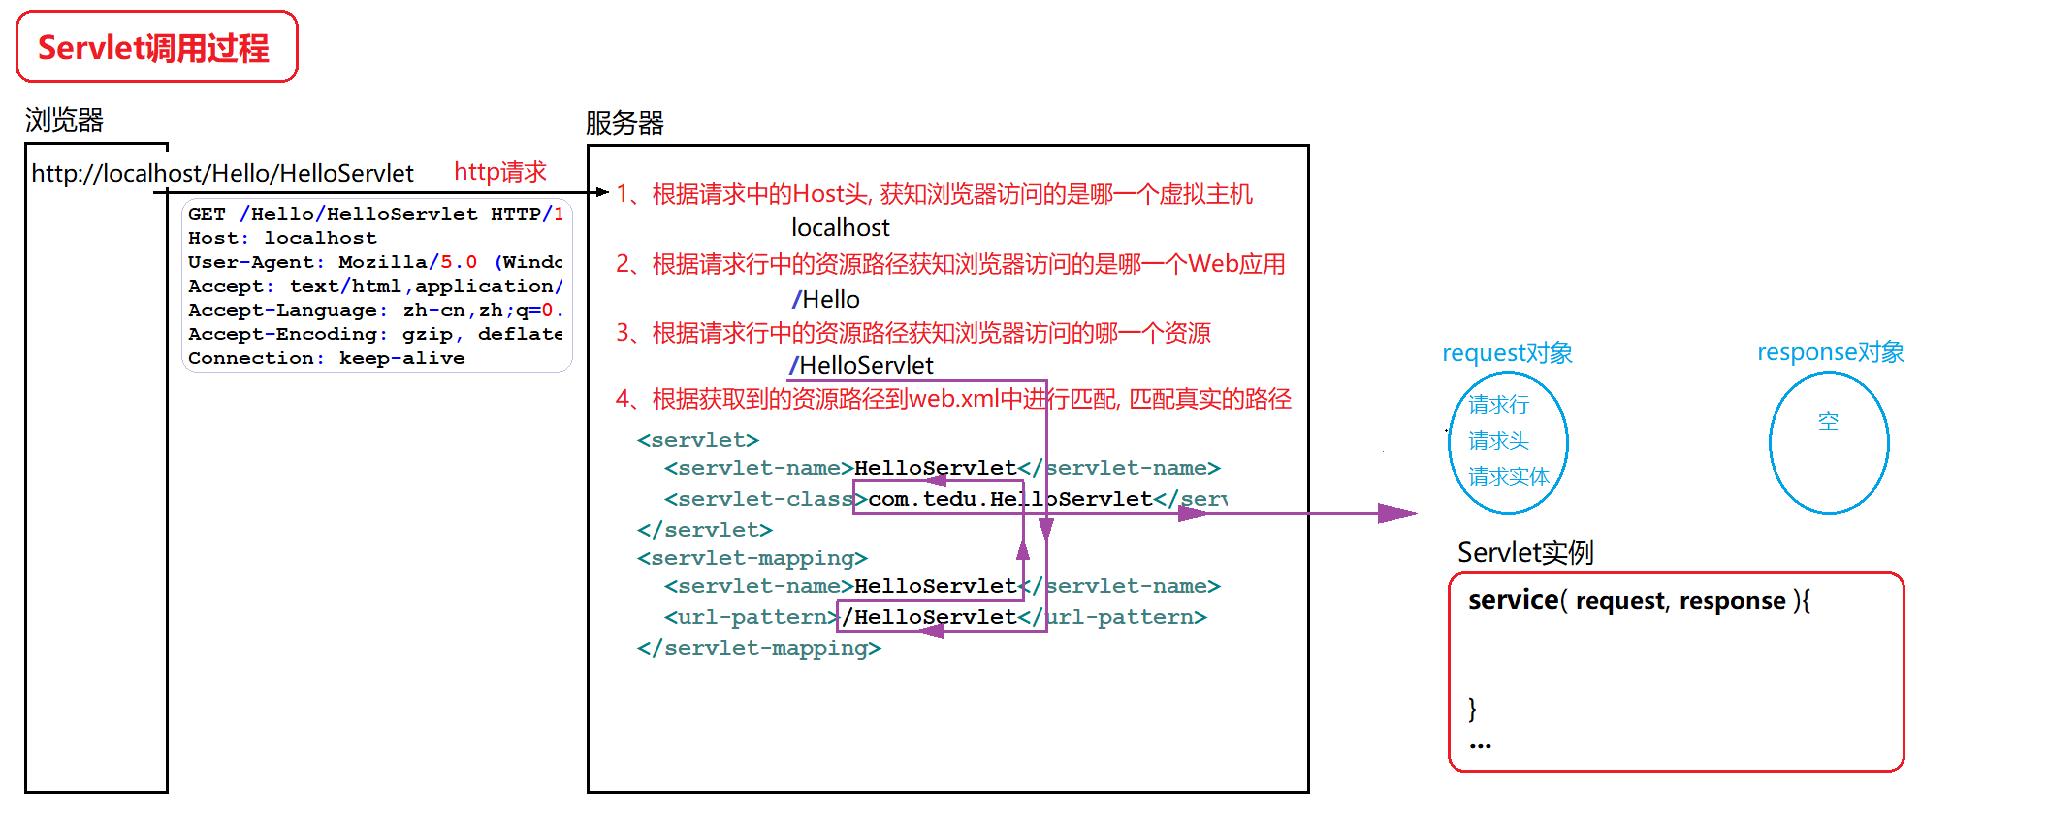 Servlet调用过程
浏览器
http://localhost/Hello/HelloServlet
http请求
GET /Hello/HelloServlet HTTP/1
Host: localhost
User-Agent: Mozilla/5.0 (Windo
Accept: text/html,application/
Accept-Language: zh-cn,zh;q=0.
Accept-Encoding: gzip, deflate
Connection: keep-alive
服务器
1、根据请求中的Host头, 获知浏览器访问的是哪一个虚拟主机
localhost
2、根据请求行中的资源路径获知浏览器访问的是哪一个Web应用
/Hello
3、根据请求行中的资源路径获知浏览器访问的哪一个资源
/HelloServlet
4、根据获取到的资源路径到web.xml中进行匹配, 匹配真实的路径
<servlet>
<servlet-name>HelloServlet</servlet-name>
<servlet-class>com.tedu.HelloServlet</serv
</servlet>
<servlet-mapping>
<servlet-name>HelloServlet</servlet-name>
<url-pattern>/HelloServlet</url-pattern>
</servlet-mapping>
request对象
请求行
请求头
请求实体
response对象
空
Servlet实例
service( request, response ){
}
...